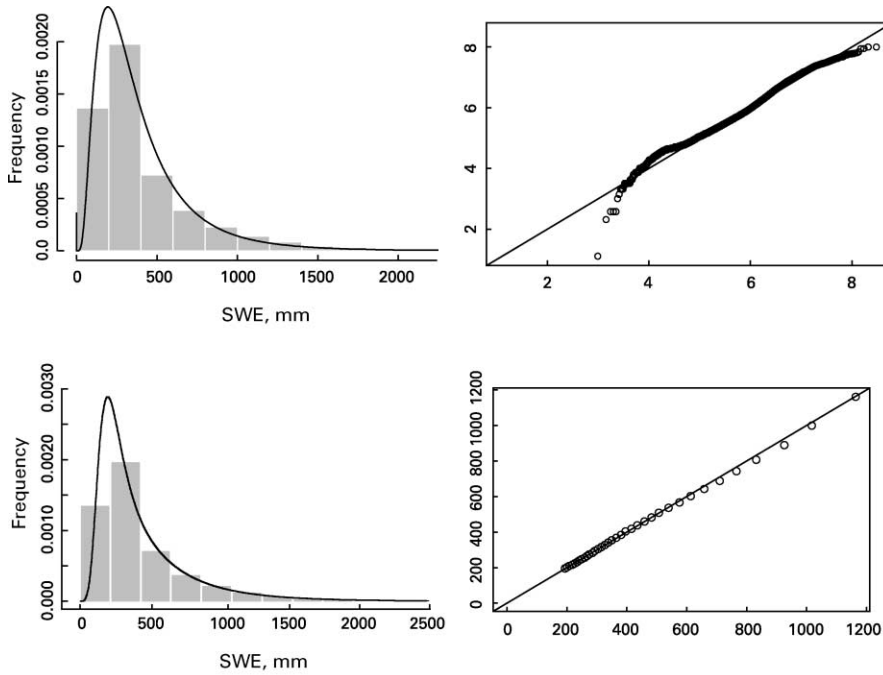 Frequency
0.0 0.0005 0.0010 0.0015 0.0020
0 500 1000 1500 2000
SWE, mm
8
6
4
2
2 4 6 8
Frequency
0.000 0.0010 0.0020 0.0030
0 500 1000 1500 2000 2500
SWE, mm
0 200 400 600 800 1000 1200
0 200 400 600 800 1000 1200